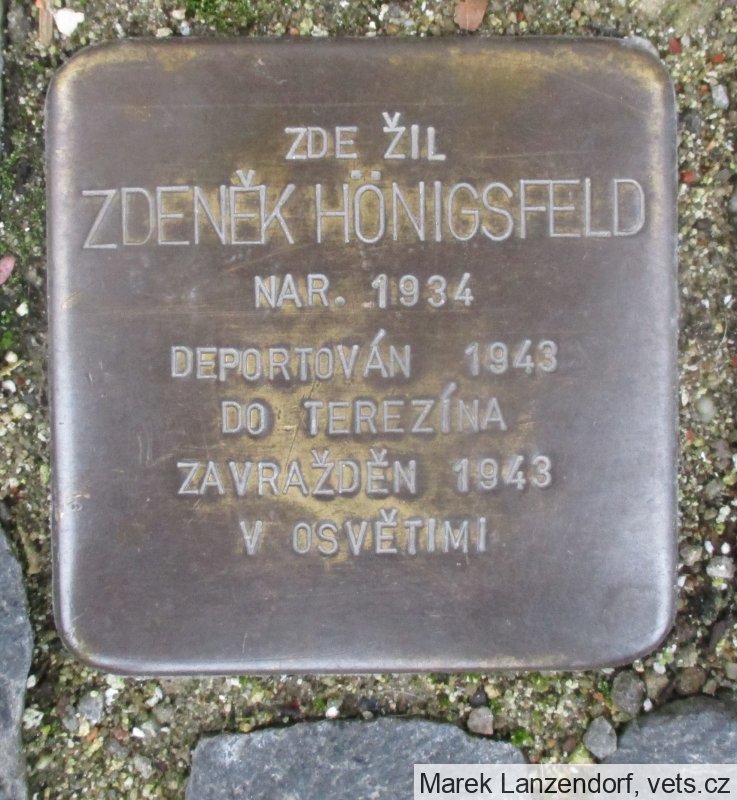 ZDE ŽIL
ZDENĚK HÖNIGSFELD
NAR. 1934
DEPORTOVÁN 1943
DO TEREZÍNA
ZAVRAŽDĚN 1943
V OSVĚTIMI
Marek Lanzendorf, vets.cz